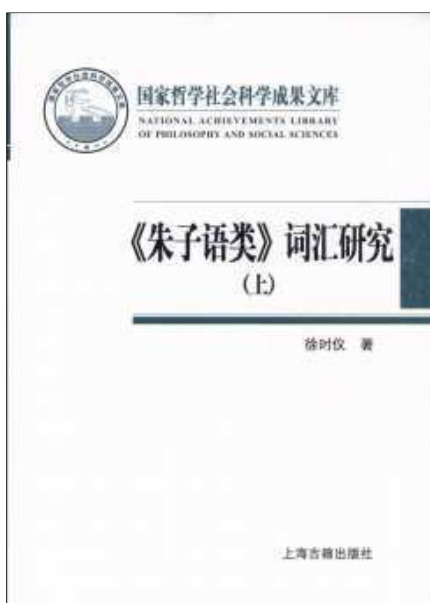 国家哲学社会科学成果文库
NATIONAL ACHIEVEMENTS LIBRARY
OF PHILOSOPHY AND SOCIAL SCIENCES
《朱子语类》词汇研究
(上)
徐时仪 著
上海古籍出版社